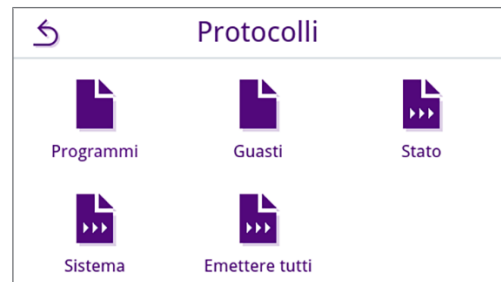 Protocolli
Programmi
Guasti
Stato
Sistema
Emettere tutti